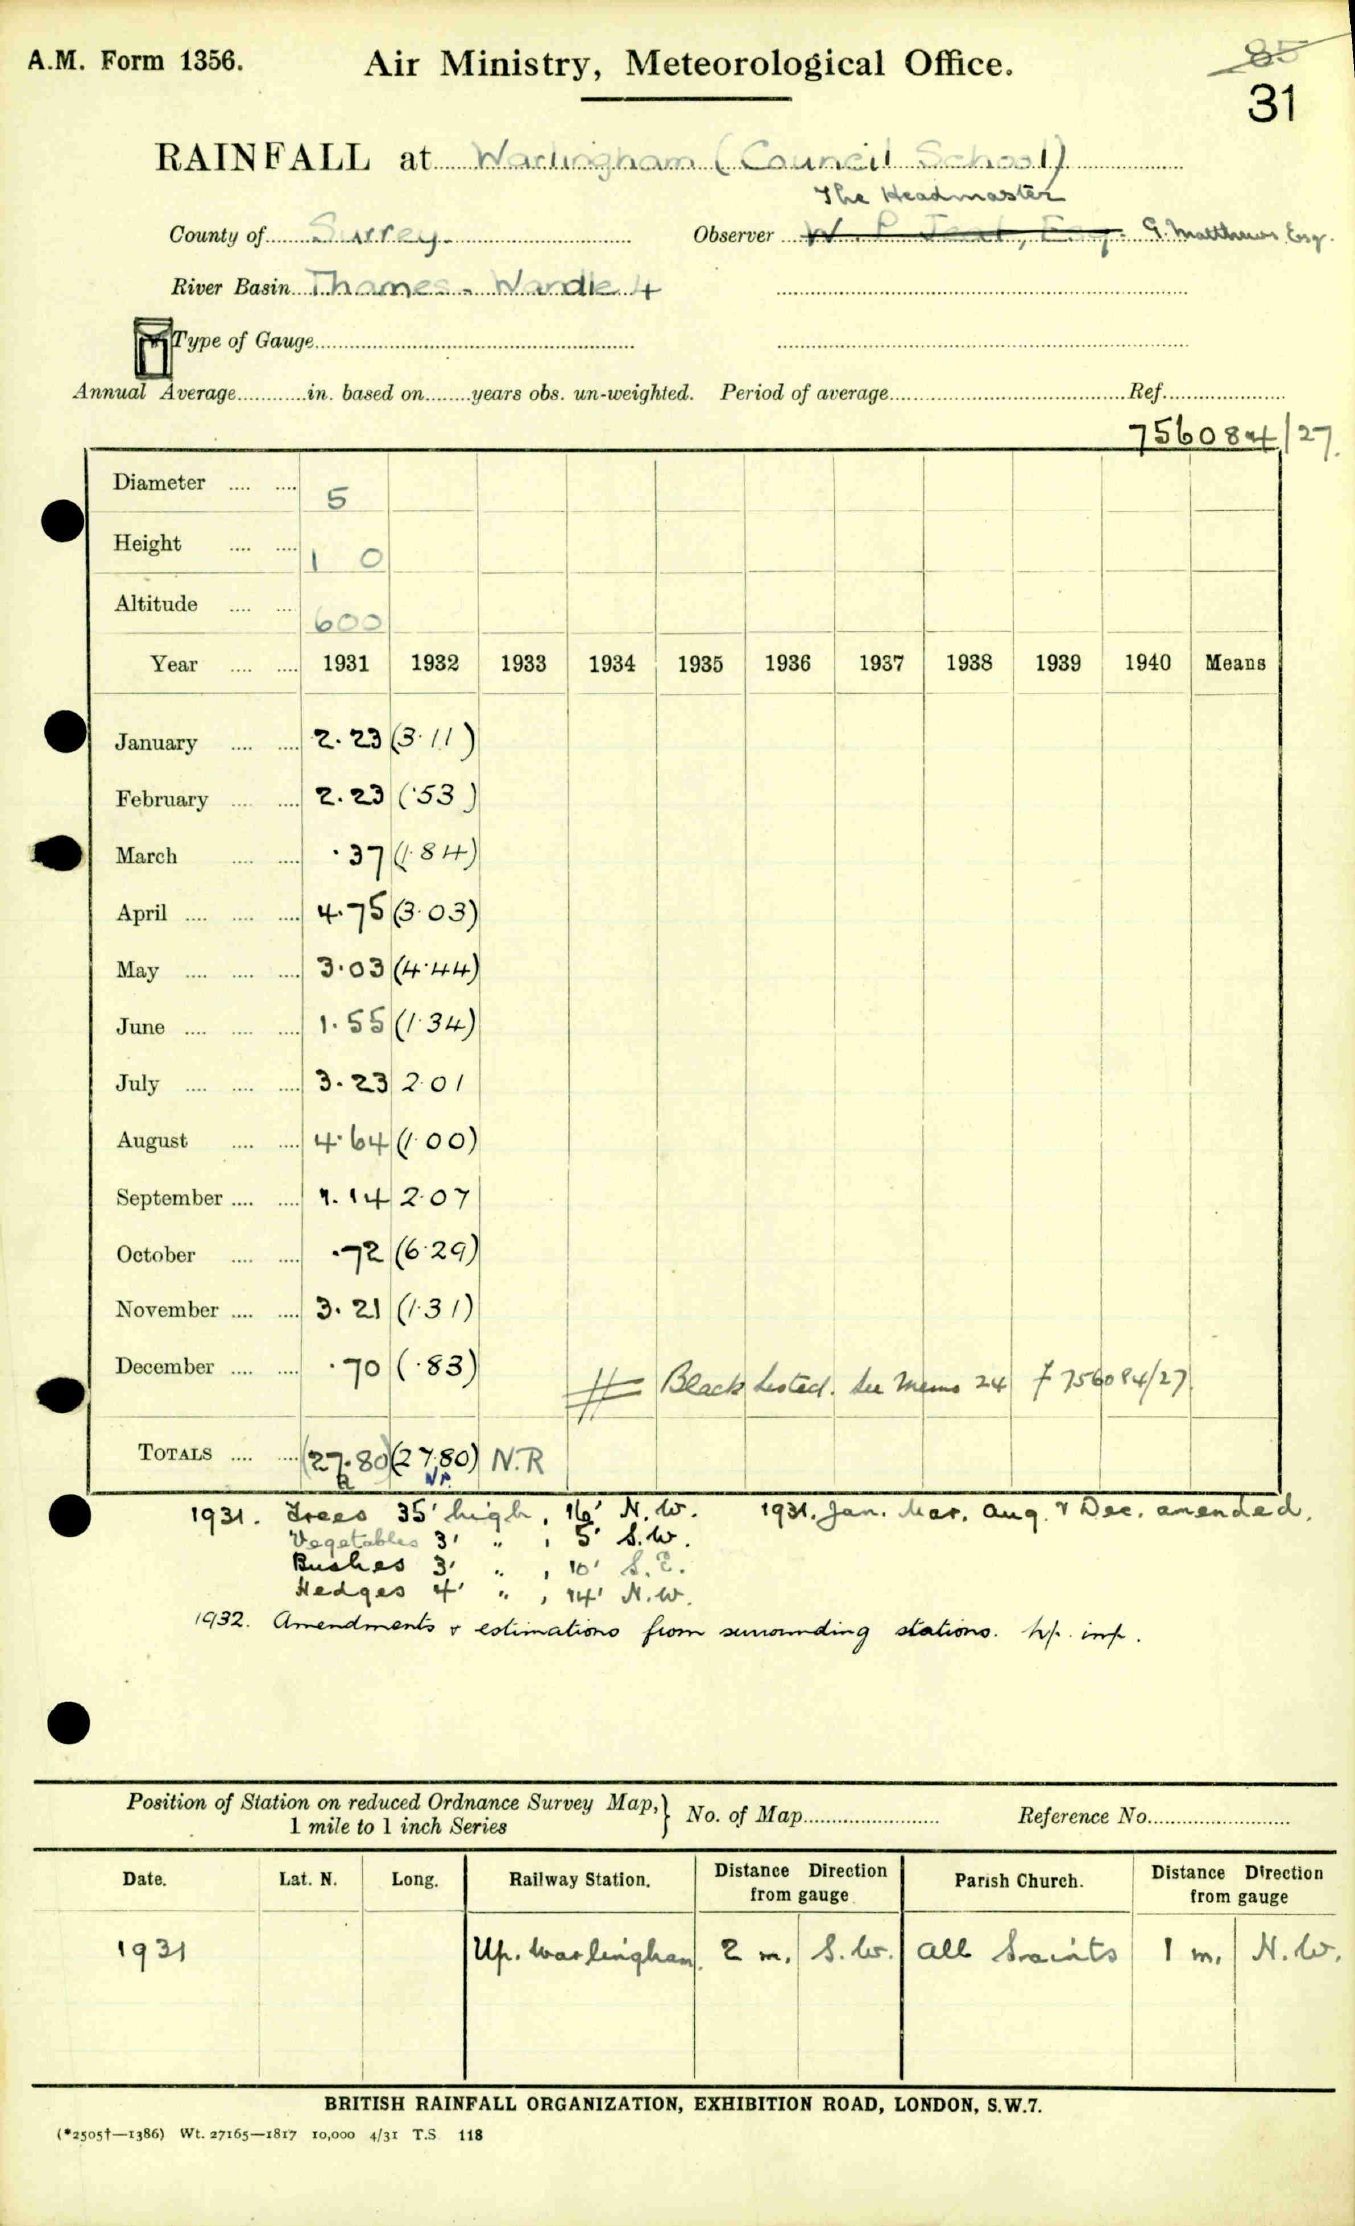 A.M. Form 1356.
Air Ministry, Meteorological Office.
85
31
RAINFALL at Warlingham (Council School)
The Headmaster
County of Surrey. Observer G. Matthews Esq.
River Basin Thames - Wandle 4
Type of Gauge
Annual Average in. based on years obs. un-weighted. Period of average Ref.
756084/27.
Diameter 5
Height 1 0
Altitude 600
Year 1931 1932 1933 1934 1935 1936 1937 1938 1939 1940 Means
January 2.23 (3.11)
February 2.23 (.53)
March .37 (1.84)
April 4.75 (3.03)
May 3.03 (4.44)
June 1.55 (1.34)
July 3.23 2.01
August 4.64 (1.00)
September 1.14 2.07
October .72 (6.29)
November 3.21 (1.31)
December .70 (.83)
Black Listed. See Memo 24 f 756084/27
TOTALS (27.80) (27.80) N.R
1931. Trees 35' high, 16' N.W. 1931. Jan. Mar. Aug. & Dec. amended.
Vegetables 3' " , 5' S.W.
Bushes 3' " , 10' S.E.
Hedges 4' " , 14' N.W.
1932. Amendments & estimations from surrounding stations. imp.
Position of Station on reduced Ordnance Survey Map, } No. of Map Reference No.
1 mile to 1 inch Series
Date. Lat. N. Long. Railway Station. Distance Direction from gauge Parish Church. Distance Direction from gauge
1931 Up. Warlingham. 2 m. S.W. All Saints 1 m. N.W.
BRITISH RAINFALL ORGANIZATION, EXHIBITION ROAD, LONDON, S.W.7.
(*2505†—1386) Wt. 27165—1817 10,000 4/31 T.S. 118